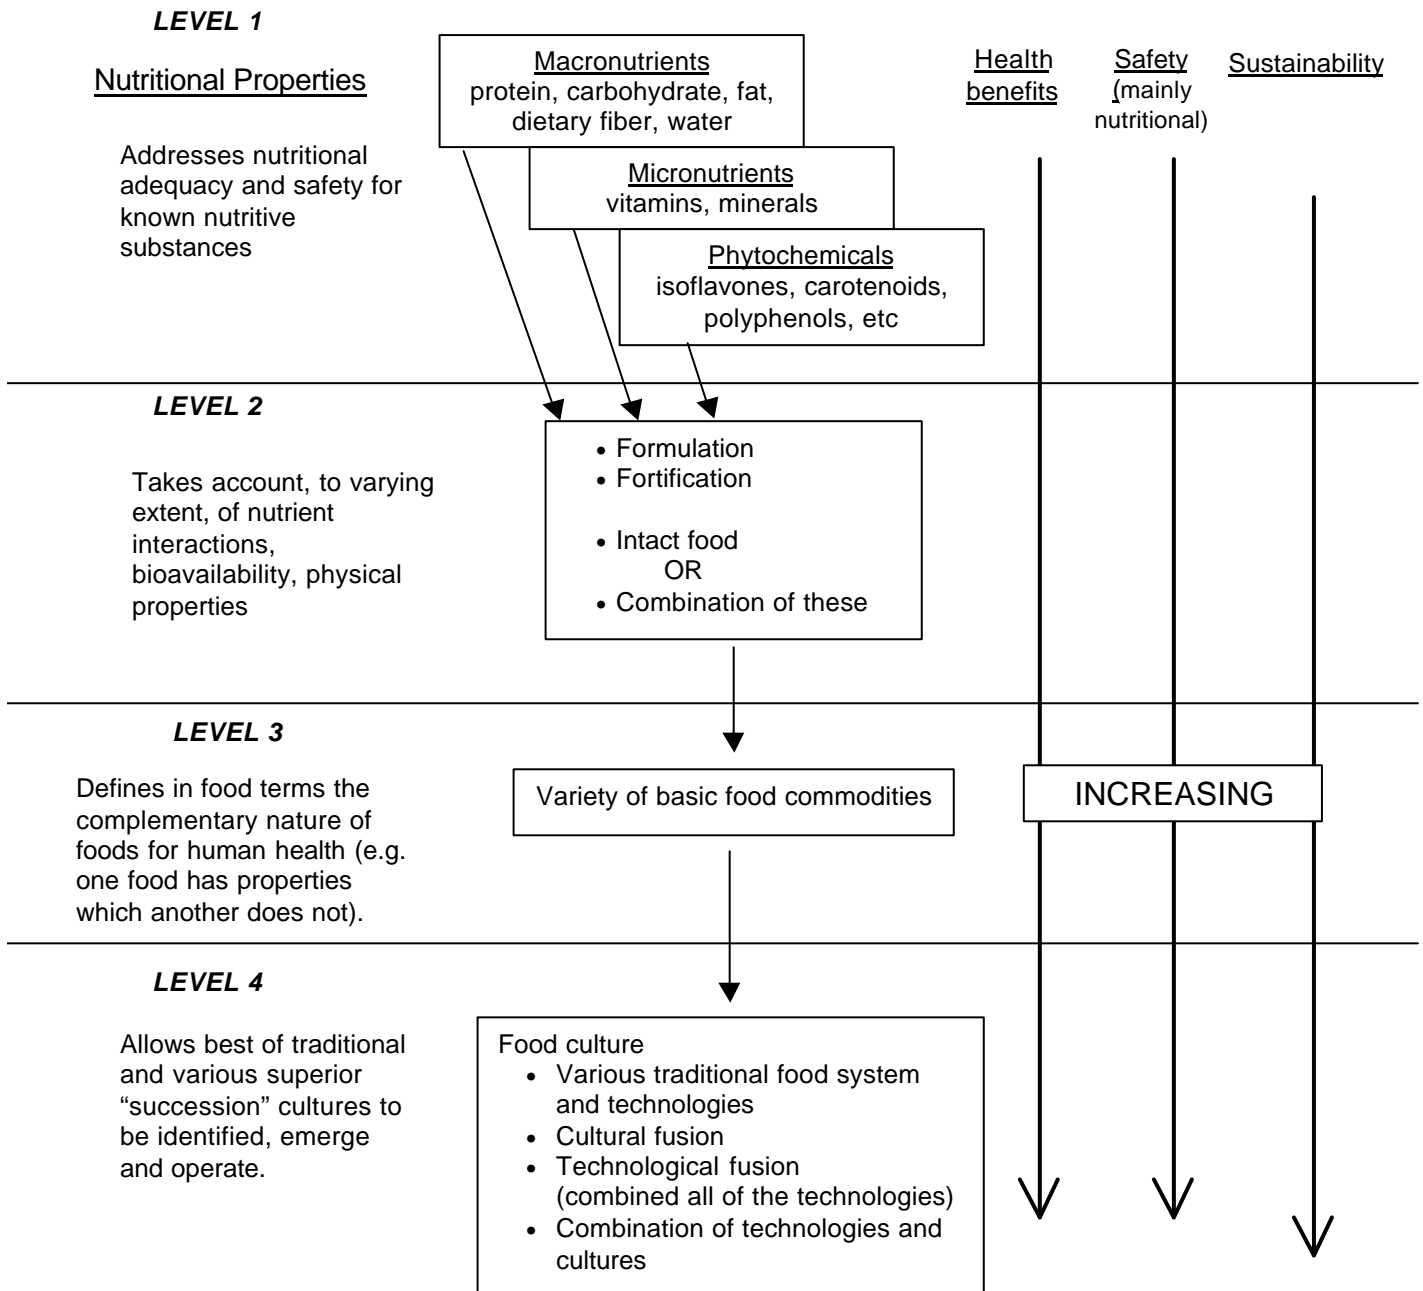 LEVEL 1
Nutritional Properties
Addresses nutritional
adequacy and safety for
known nutritive
substances
Macronutrients
protein, carbohydrate, fat,
dietary fiber, water
Micronutrients
vitamins, minerals
Phytochemicals
isoflavones, carotenoids,
polyphenols, etc
Health
benefits
Safety
(mainly
nutritional)
Sustainability
LEVEL 2
Takes account, to varying
extent, of nutrient
interactions,
bioavailability, physical
properties
• Formulation
• Fortification
• Intact food
OR
• Combination of these
LEVEL 3
Defines in food terms the
complementary nature of
foods for human health (e.g.
one food has properties
which another does not).
Variety of basic food commodities
INCREASING
LEVEL 4
Allows best of traditional
and various superior
“succession” cultures to
be identified, emerge
and operate.
Food culture
• Various traditional food system
and technologies
• Cultural fusion
• Technological fusion
(combined all of the technologies)
• Combination of technologies and
cultures